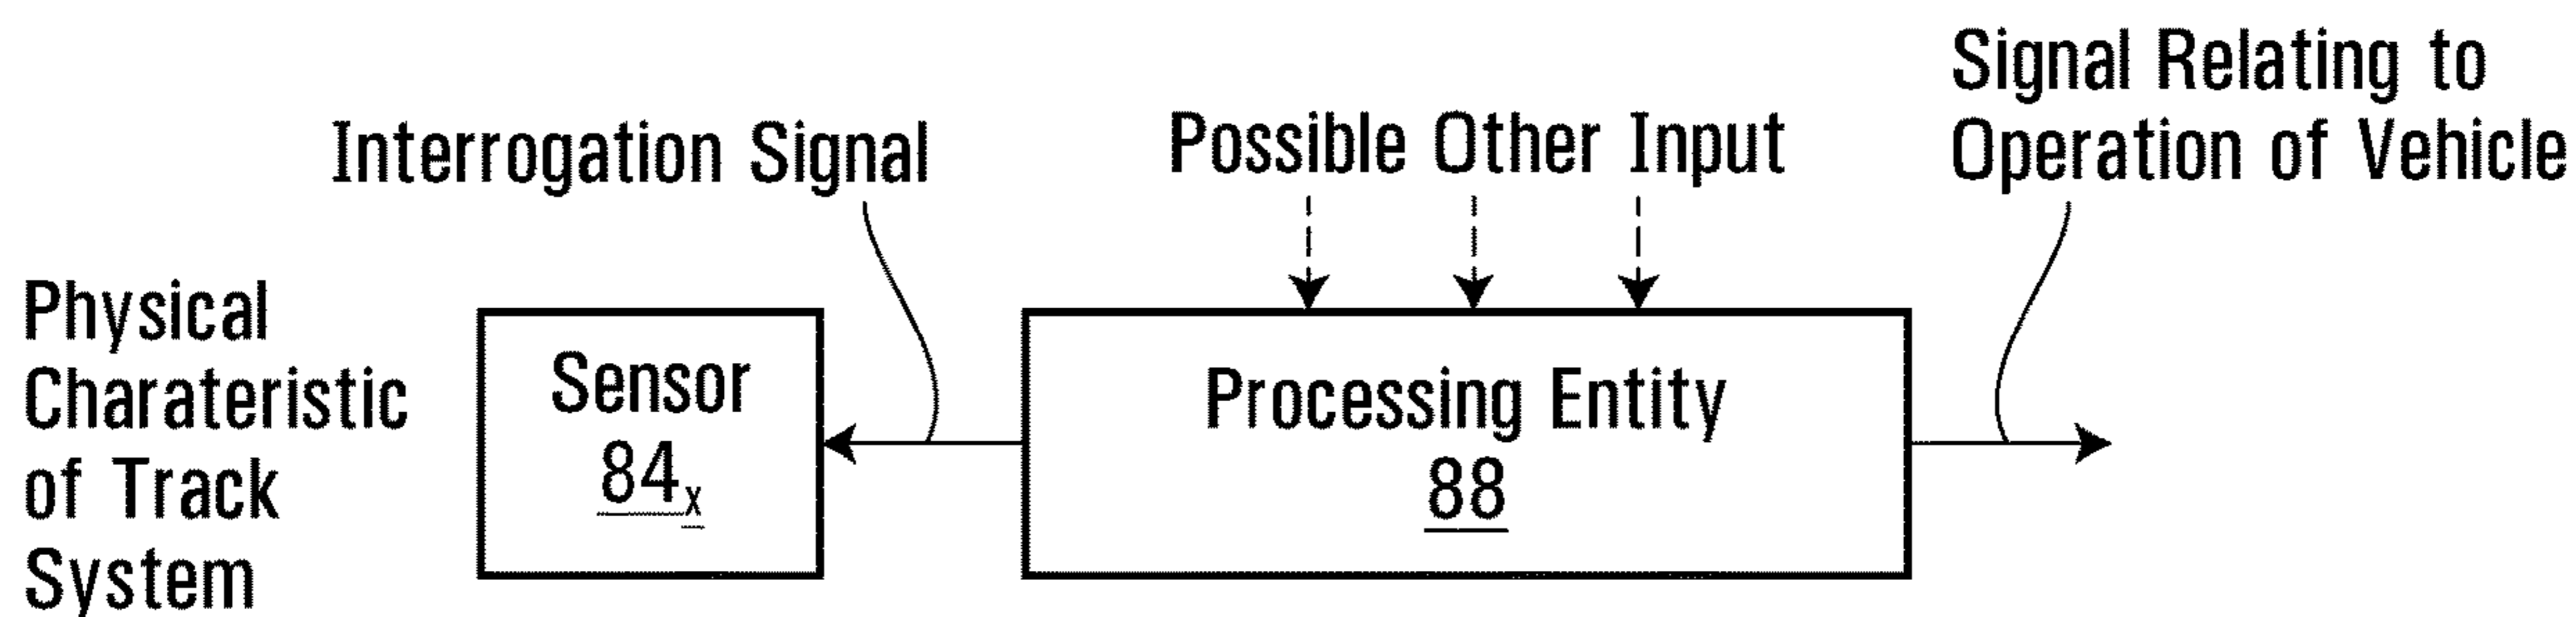 Signal Relating to
Operation of Vehicle
Interrogation Signal
Possible Other Input
Physical
Charateristic
of Track
System
Sensor
84x
Processing Entity
88